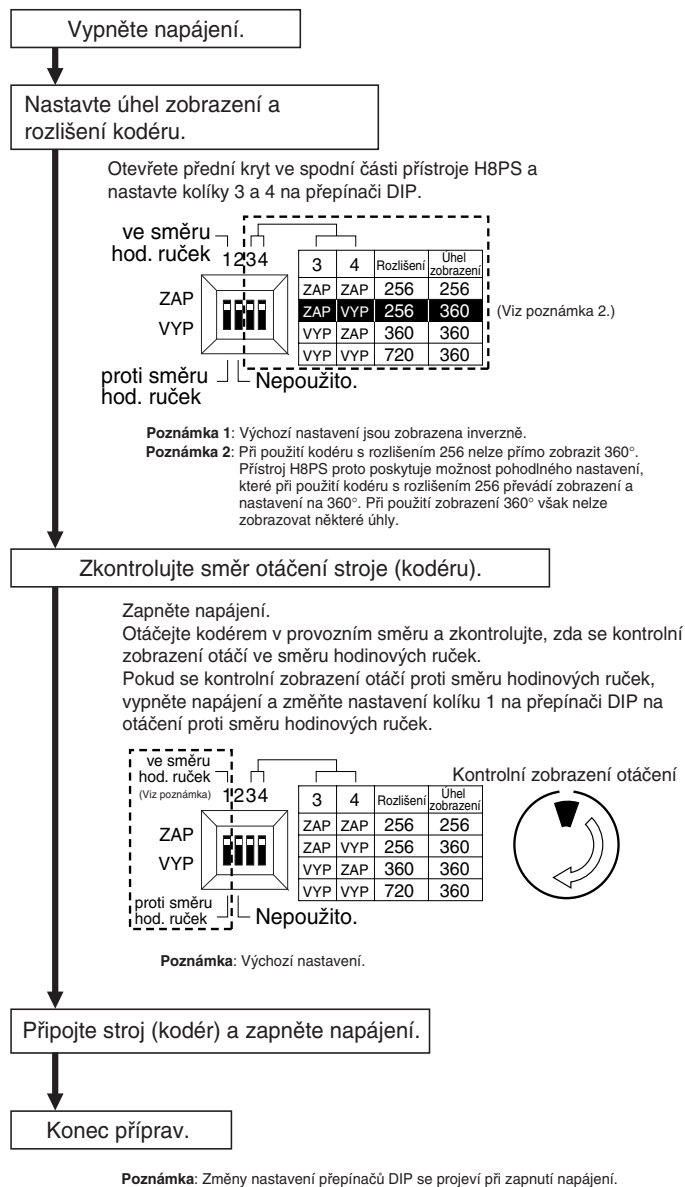 Vypněte napájení.
Nastavte úhel zobrazení a
rozlišení kodéru.
Otevřete přední kryt ve spodní části přístroje H8PS a
nastavte kolíky 3 a 4 na přepínači DIP.
ve směru
hod. ruček
1234
ZAP
VYP
proti směru
hod. ruček
Nepoužito.
3 4 Rozlišení Úhel zobrazení
ZAP ZAP 256 256
ZAP VYP 256 360
VYP ZAP 360 360
VYP VYP 720 360
(Viz poznámka 2.)
Poznámka 1: Výchozí nastavení jsou zobrazena inverzně.
Poznámka 2: Při použití kodéru s rozlišením 256 nelze přímo zobrazit 360°.
Přístroj H8PS proto poskytuje možnost pohodlného nastavení,
které při použití kodéru s rozlišením 256 převádí zobrazení a
nastavení na 360°. Při použití zobrazení 360° však nelze
zobrazovat některé úhly.
Zkontrolujte směr otáčení stroje (kodéru).
Zapněte napájení.
Otáčejte kodérem v provozním směru a zkontrolujte, zda se kontrolní
zobrazení otáčí ve směru hodinových ruček.
Pokud se kontrolní zobrazení otáčí proti směru hodinových ruček,
vypněte napájení a změňte nastavení kolíku 1 na přepínači DIP na
otáčení proti směru hodinových ruček.
ve směru
hod. ruček
(Viz poznámka)
1234
ZAP
VYP
proti směru
hod. ruček
Nepoužito.
3 4 Rozlišení Úhel zobrazení
ZAP ZAP 256 256
ZAP VYP 256 360
VYP ZAP 360 360
VYP VYP 720 360
Kontrolní zobrazení otáčení
Poznámka: Výchozí nastavení.
Připojte stroj (kodér) a zapněte napájení.
Konec příprav.
Poznámka: Změny nastavení přepínačů DIP se projeví při zapnutí napájení.